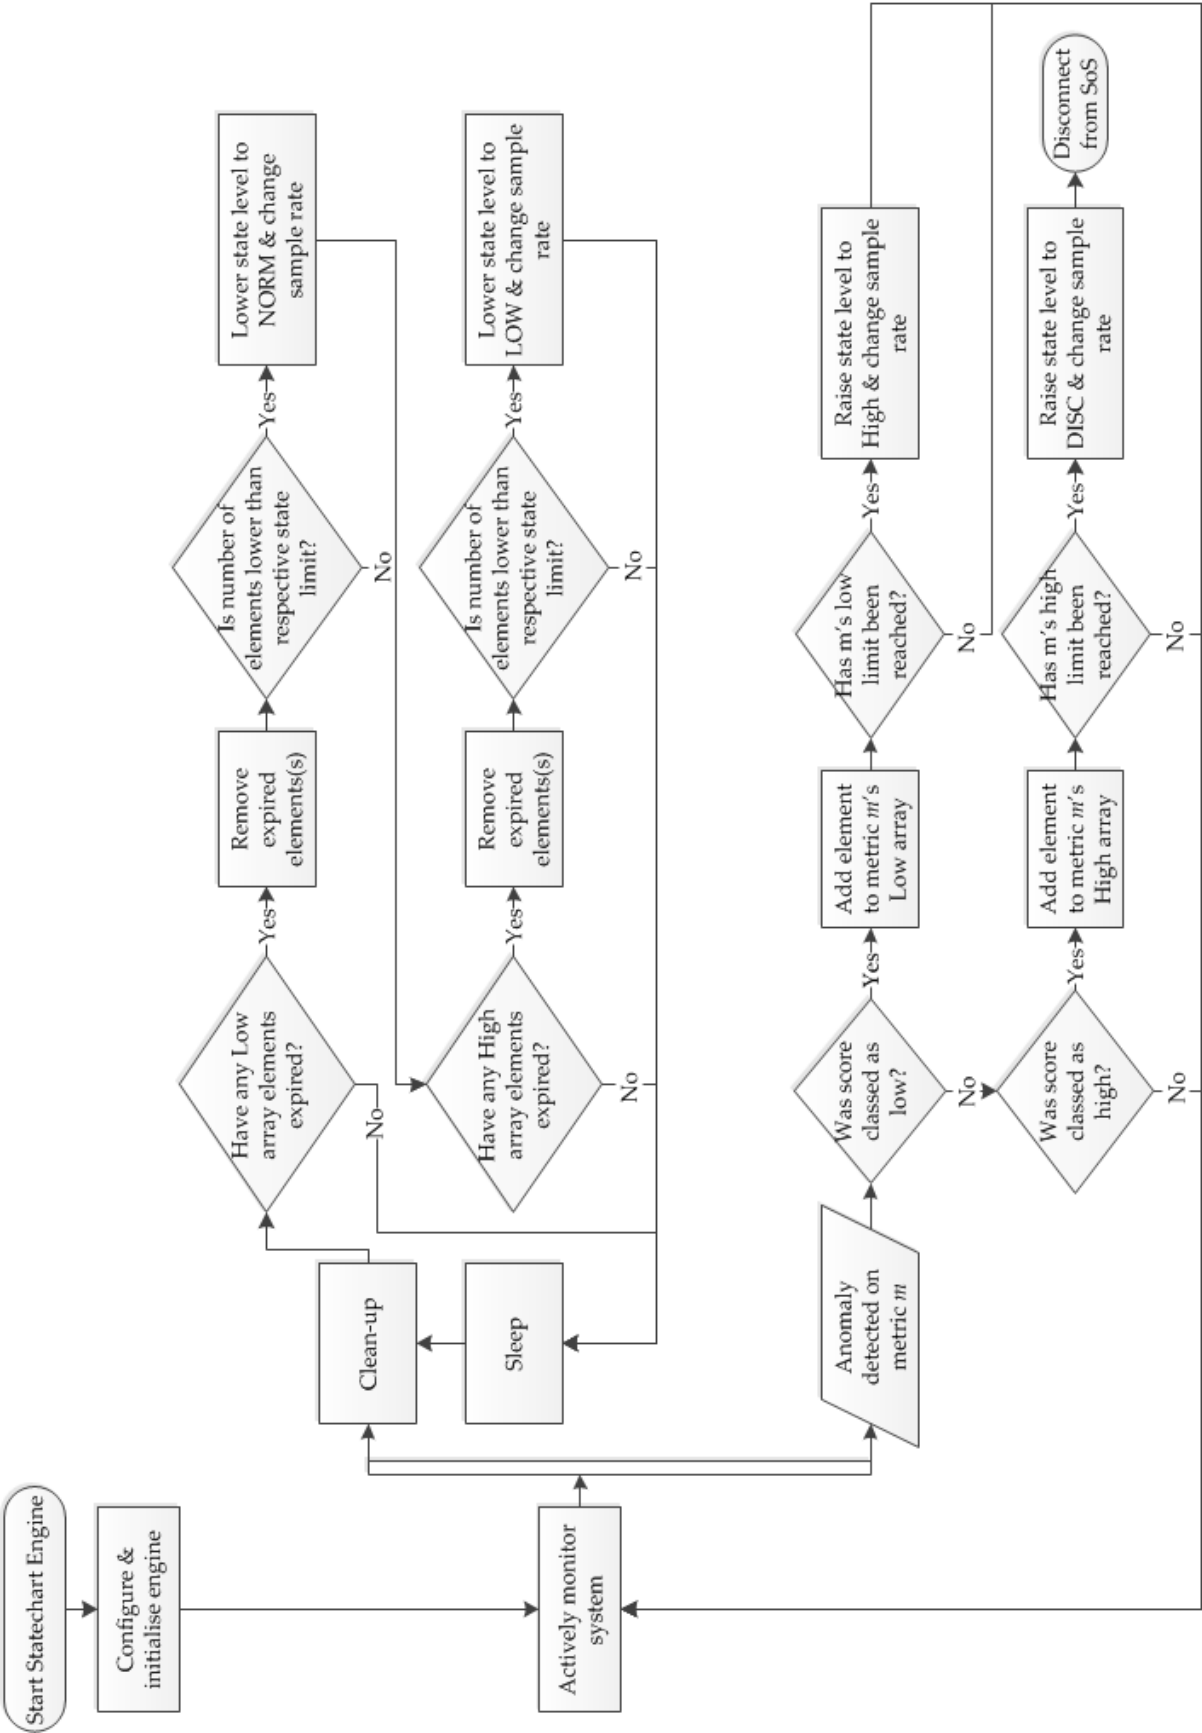 Start Statechart Engine
Configure &
initialise engine
Actively monitor
system
Clean-up
Sleep
Have any Low
array elements
expired?
Yes
No
Remove
expired
elements(s)
Is number of
elements lower than
respective state
limit?
Yes
No
Lower state level to
NORM & change
sample rate
Have any High
array elements
expired?
Yes
No
Remove
expired
elements(s)
Is number of
elements lower than
respective state
limit?
Yes
No
Lower state level to
LOW & change sample
rate
Anomaly
detected on
metric m
Was score
classed as
low?
Yes
No
Add element
to metric m's
Low array
Has m's low
limit been
reached?
Yes
No
Raise state level to
High & change sample
rate
Was score
classed as
high?
Yes
No
Add element
to metric m's
High array
Has m's high
limit been
reached?
Yes
No
Raise state level to
DISC & change sample
rate
Disconnect
from SoS